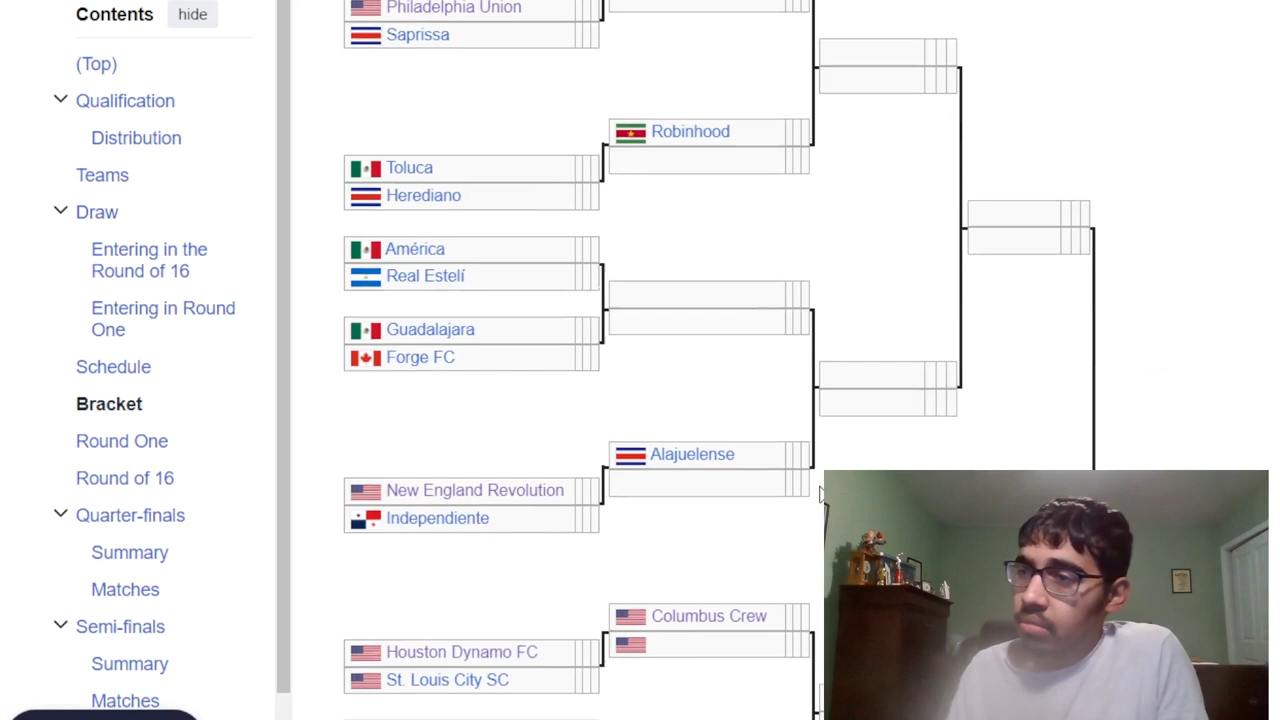 Contents hide
(Top)
Qualification
Distribution
Teams
Draw
Entering in the
Round of 16
Entering in Round
One
Schedule
Bracket
Round One
Round of 16
Quarter-finals
Summary
Matches
Semi-finals
Summary
Matches
Philadelphia Union
Saprissa
Robinhood
Toluca
Herediano
América
Real Estelí
Guadalajara
Forge FC
Alajuelense
New England Revolution
Independiente
Columbus Crew
Houston Dynamo FC
St. Louis City SC